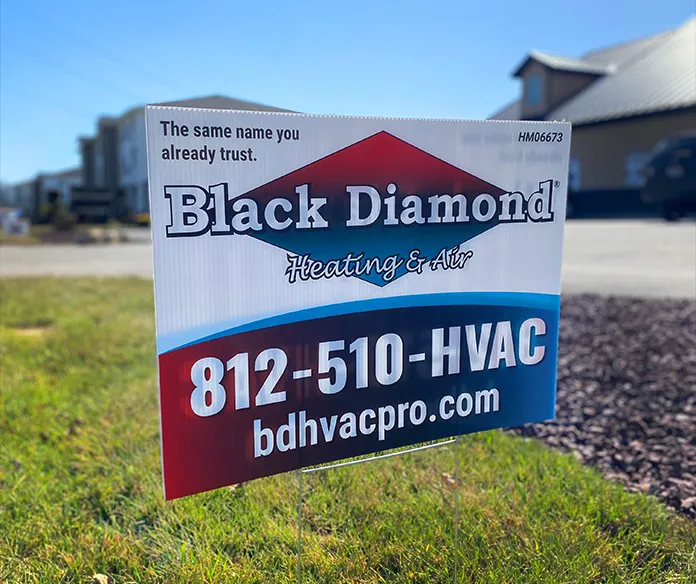 The same name you
already trust.
HM06673
Black Diamond®
Heating & Air
812-510-HVAC
bdhvacpro.com